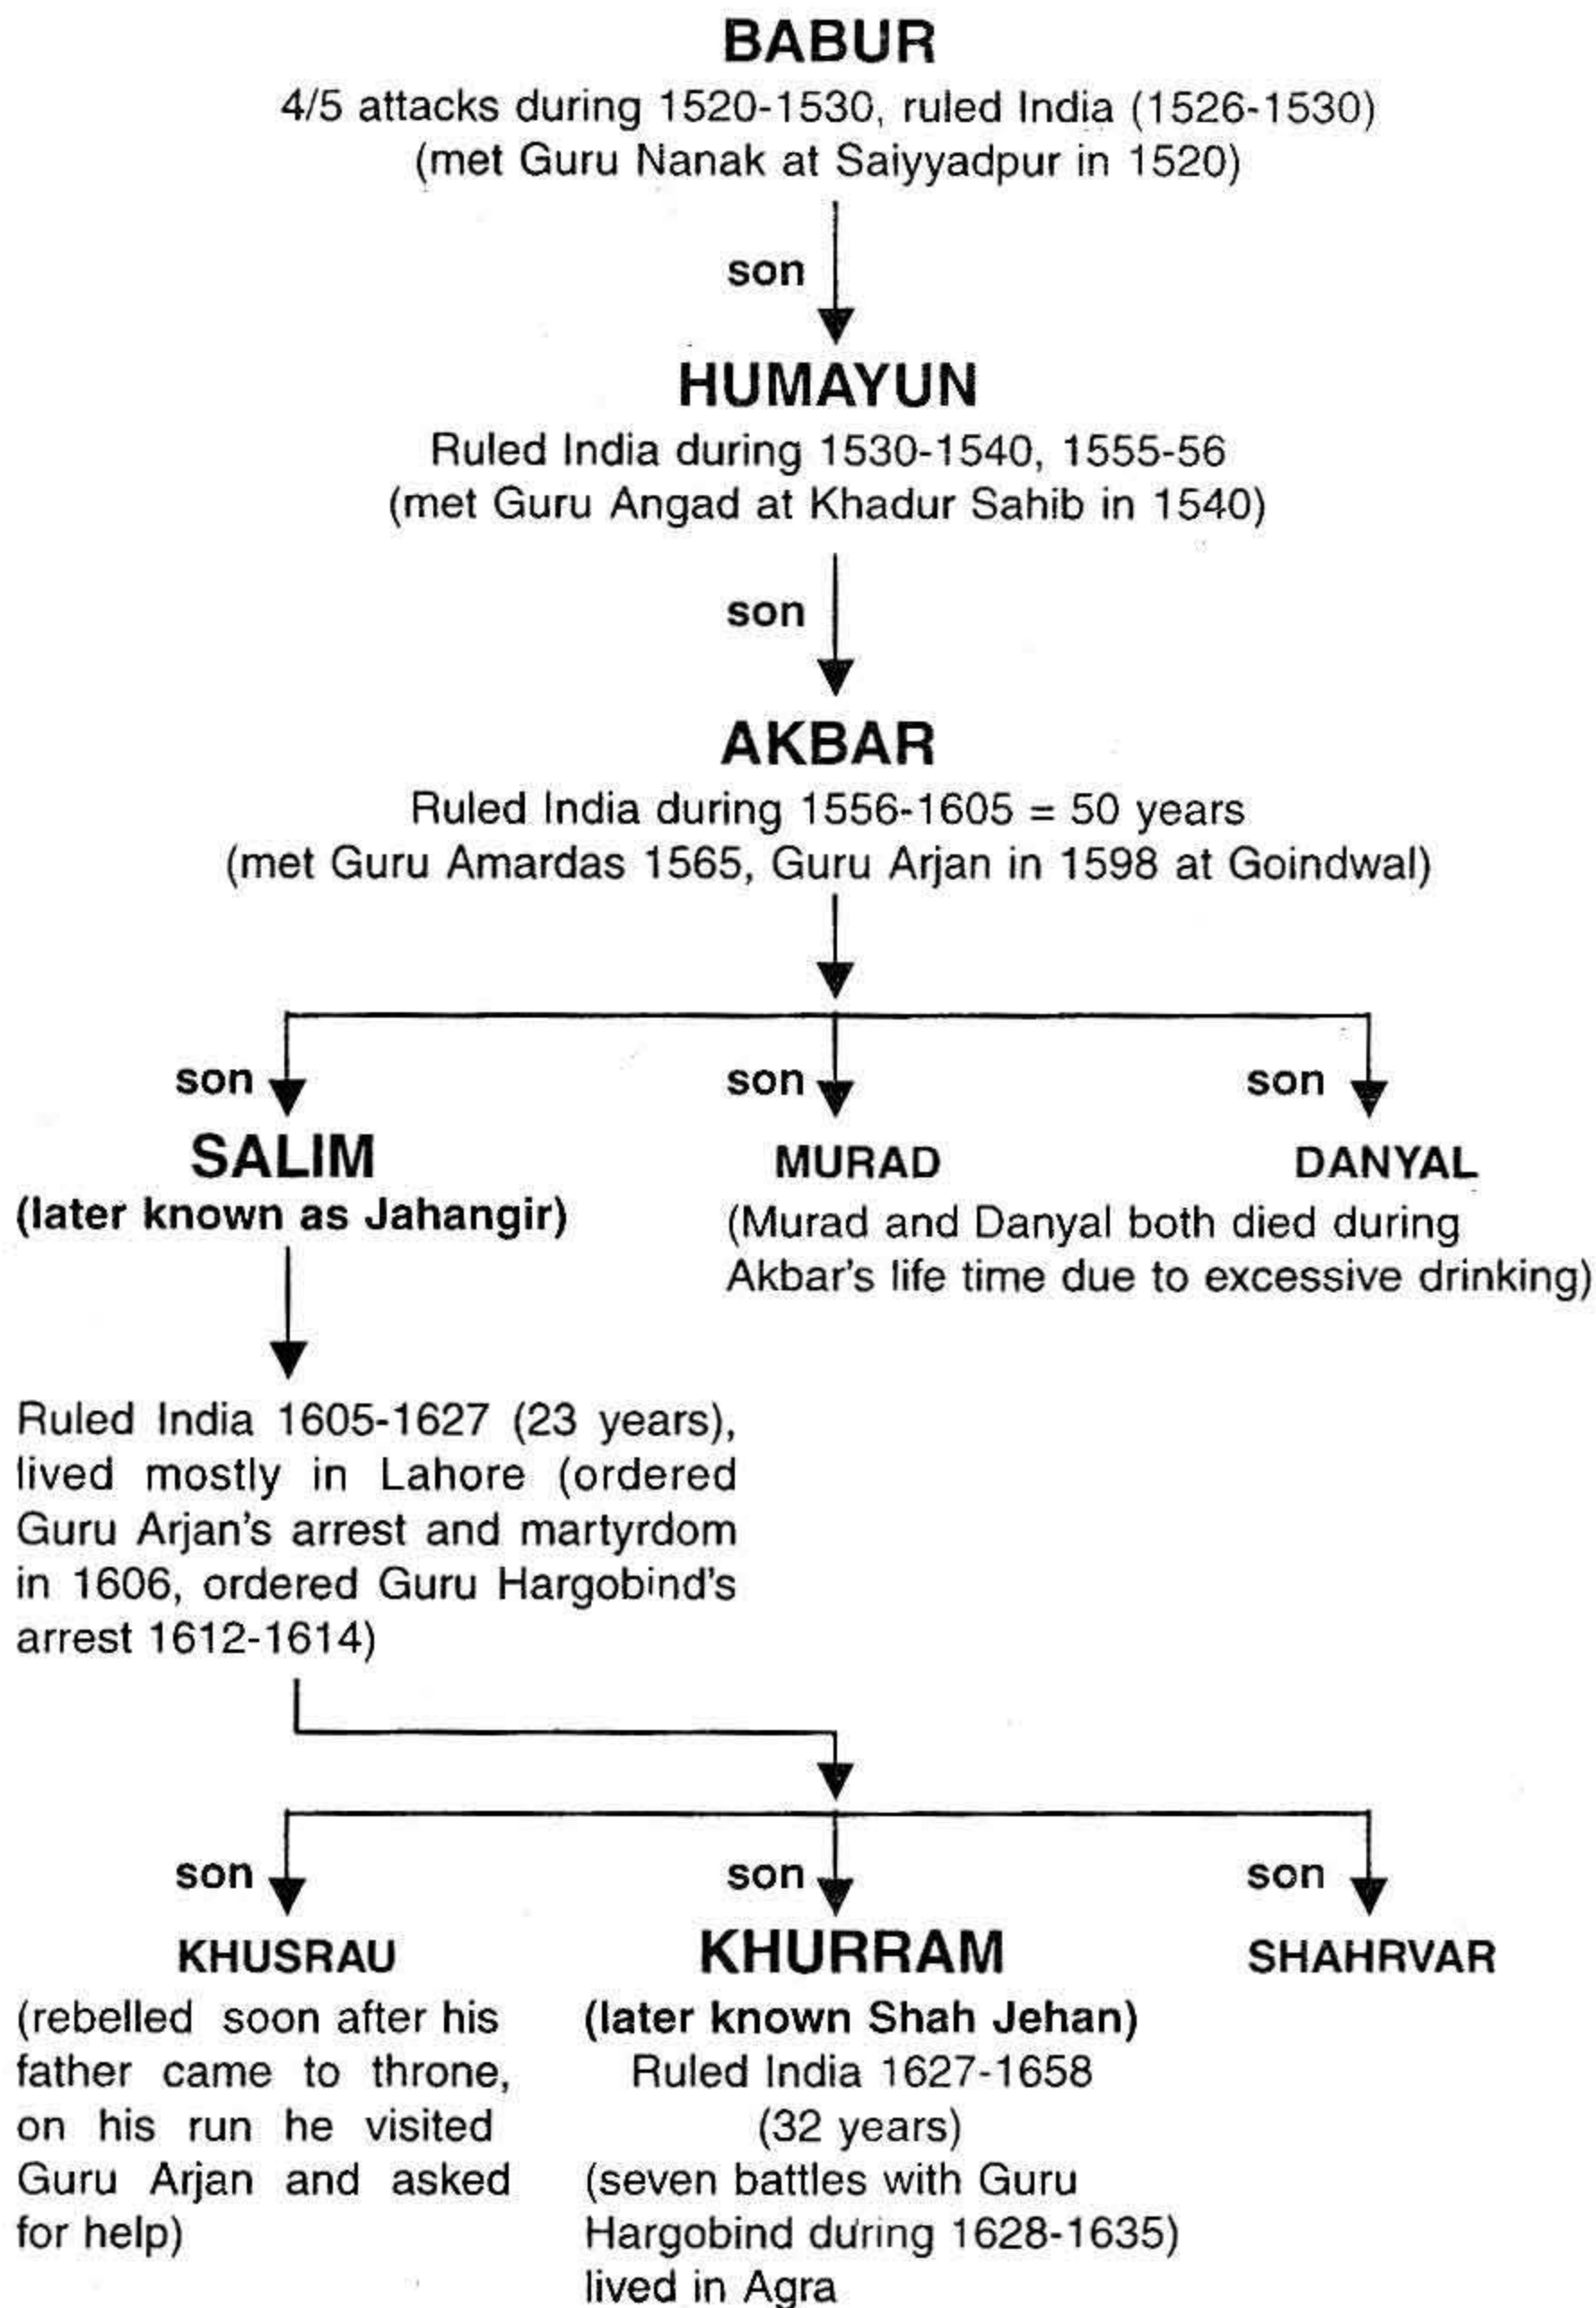 BABUR
4/5 attacks during 1520-1530, ruled India (1526-1530)
(met Guru Nanak at Saiyyadpur in 1520)
son
HUMAYUN
Ruled India during 1530-1540, 1555-56
(met Guru Angad at Khadur Sahib in 1540)
son
AKBAR
Ruled India during 1556-1605 = 50 years
(met Guru Amardas 1565, Guru Arjan in 1598 at Goindwal)
son son son
SALIM
(later known as Jahangir)
MURAD DANYAL
(Murad and Danyal both died during
Akbar's life time due to excessive drinking)
Ruled India 1605-1627 (23 years),
lived mostly in Lahore (ordered
Guru Arjan's arrest and martyrdom
in 1606, ordered Guru Hargobind's
arrest 1612-1614)
son son son
KHUSRAU
(rebelled soon after his
father came to throne,
on his run he visited
Guru Arjan and asked
for help)
KHURRAM
(later known Shah Jehan)
Ruled India 1627-1658
(32 years)
(seven battles with Guru
Hargobind during 1628-1635)
lived in Agra
SHAHRVAR